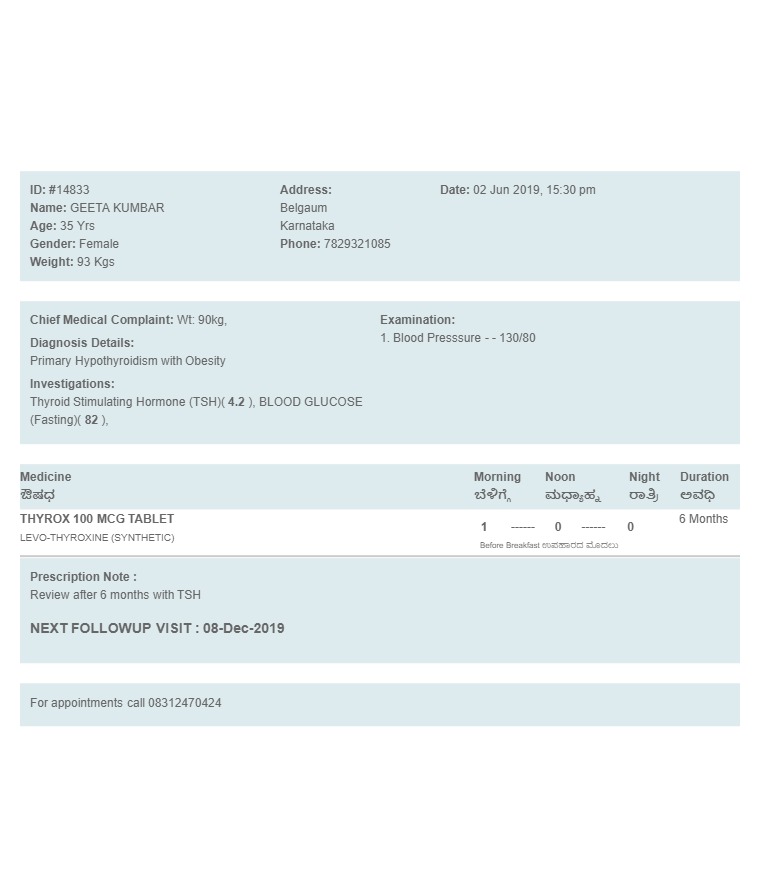 ID: #14833
Name: GEETA KUMBAR
Age: 35 Yrs
Gender: Female
Weight: 93 Kgs
Address:
Belgaum
Karnataka
Phone: 7829321085
Date: 02 Jun 2019, 15:30 pm
Chief Medical Complaint: Wt: 90kg,
Diagnosis Details:
Primary Hypothyroidism with Obesity
Investigations:
Thyroid Stimulating Hormone (TSH)( 4.2 ), BLOOD GLUCOSE
(Fasting)( 82 ),
Examination:
1. Blood Presssure - - 130/80
Medicine Morning Noon Night Duration
ಔಷಧ ಬೆಳಿಗ್ಗೆ ಮಧ್ಯಾಹ್ನ ರಾತ್ರಿ ಅವಧಿ
THYROX 100 MCG TABLET 1 ------ 0 ------ 0 6 Months
LEVO-THYROXINE (SYNTHETIC) Before Breakfast ಉಪಹಾರದ ಮೊದಲು
Prescription Note :
Review after 6 months with TSH
NEXT FOLLOWUP VISIT : 08-Dec-2019
For appointments call 08312470424